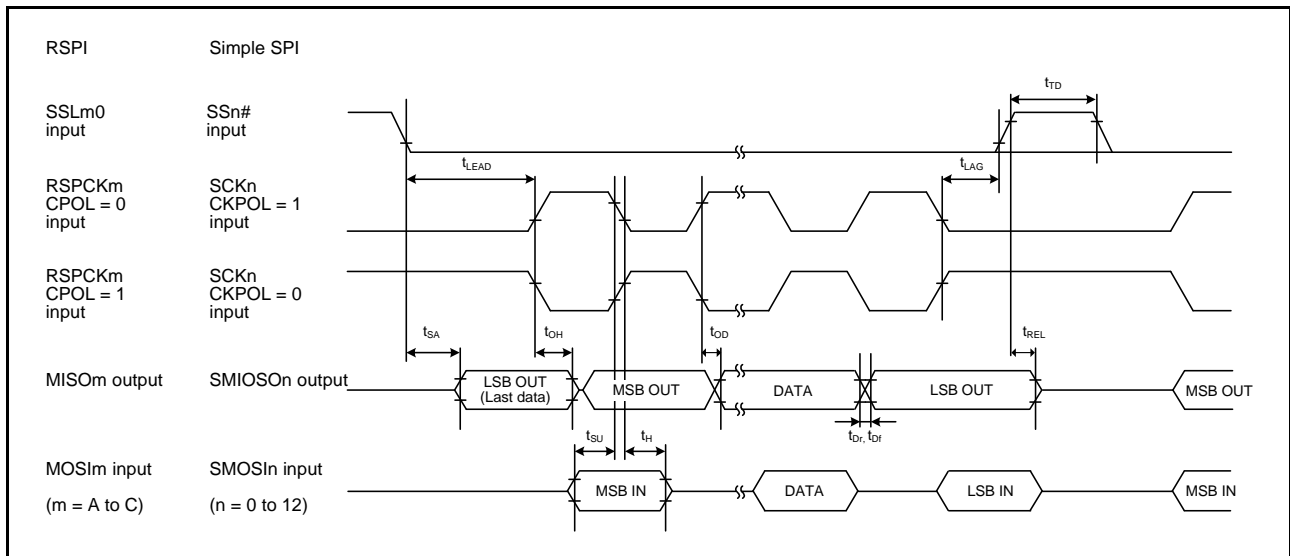 RSPI Simple SPI
SSLm0 SSn#
input input
tTD
tLEAD tLAG
RSPCKm SCKn
CPOL = 0 CKPOL = 1
input input
RSPCKm SCKn
CPOL = 1 CKPOL = 0
input input
tSA tOH tOD tREL
MISOm output SMIOSOn output LSB OUT (Last data) MSB OUT DATA LSB OUT MSB OUT
tSU tH tDr, tDf
MOSIm input SMOSIn input MSB IN DATA LSB IN MSB IN
(m = A to C) (n = 0 to 12)